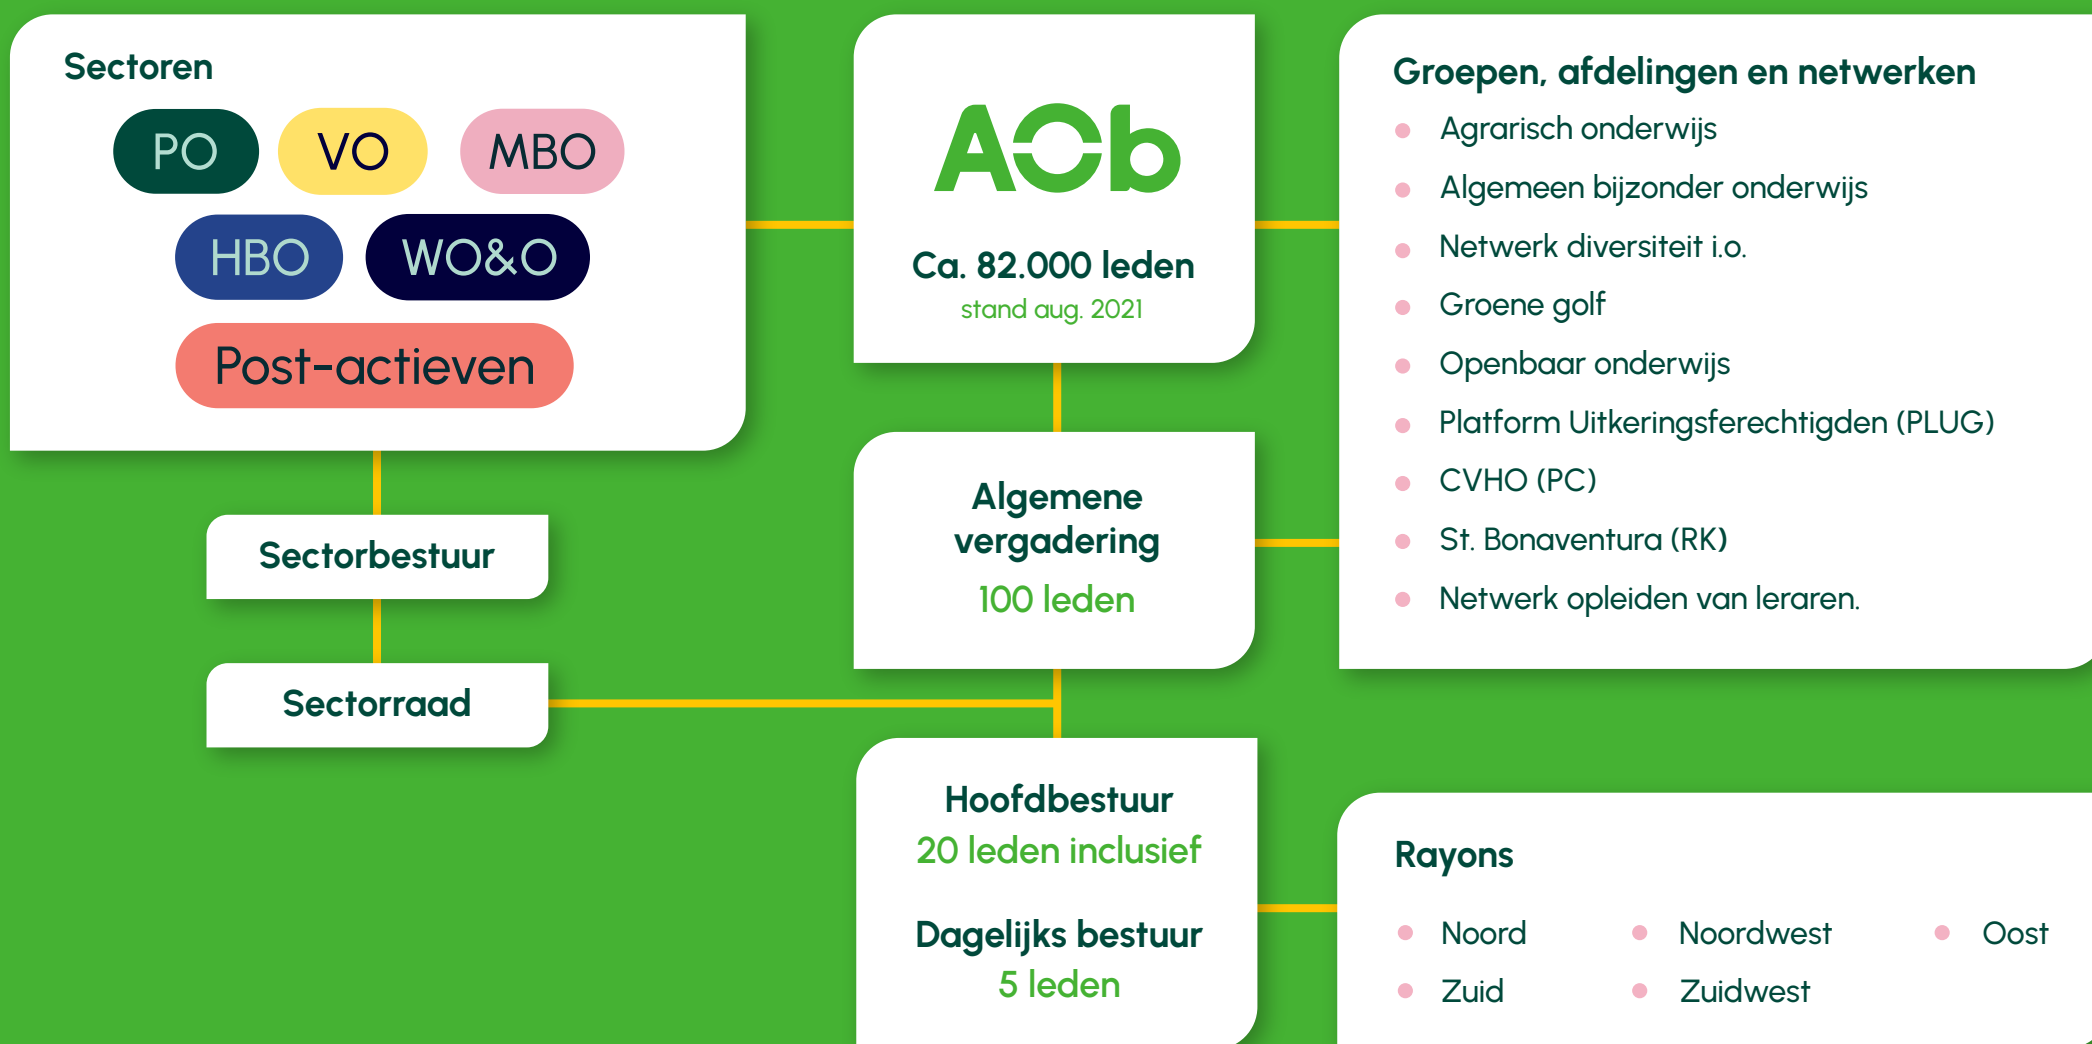 Sectoren
PO
VO
MBO
HBO
WO&O
Post-actieven
Sectorbestuur
Sectorraad
AOb
Ca. 82.000 leden
stand aug. 2021
Algemene
vergadering
100 leden
Hoofdbestuur
20 leden inclusief
Dagelijks bestuur
5 leden
Groepen, afdelingen en netwerken
Agrarisch onderwijs
Algemeen bijzonder onderwijs
Netwerk diversiteit i.o.
Groene golf
Openbaar onderwijs
Platform Uitkeringsferechtigden (PLUG)
CVHO (PC)
St. Bonaventura (RK)
Netwerk opleiden van leraren.
Rayons
Noord
Noordwest
Oost
Zuid
Zuidwest